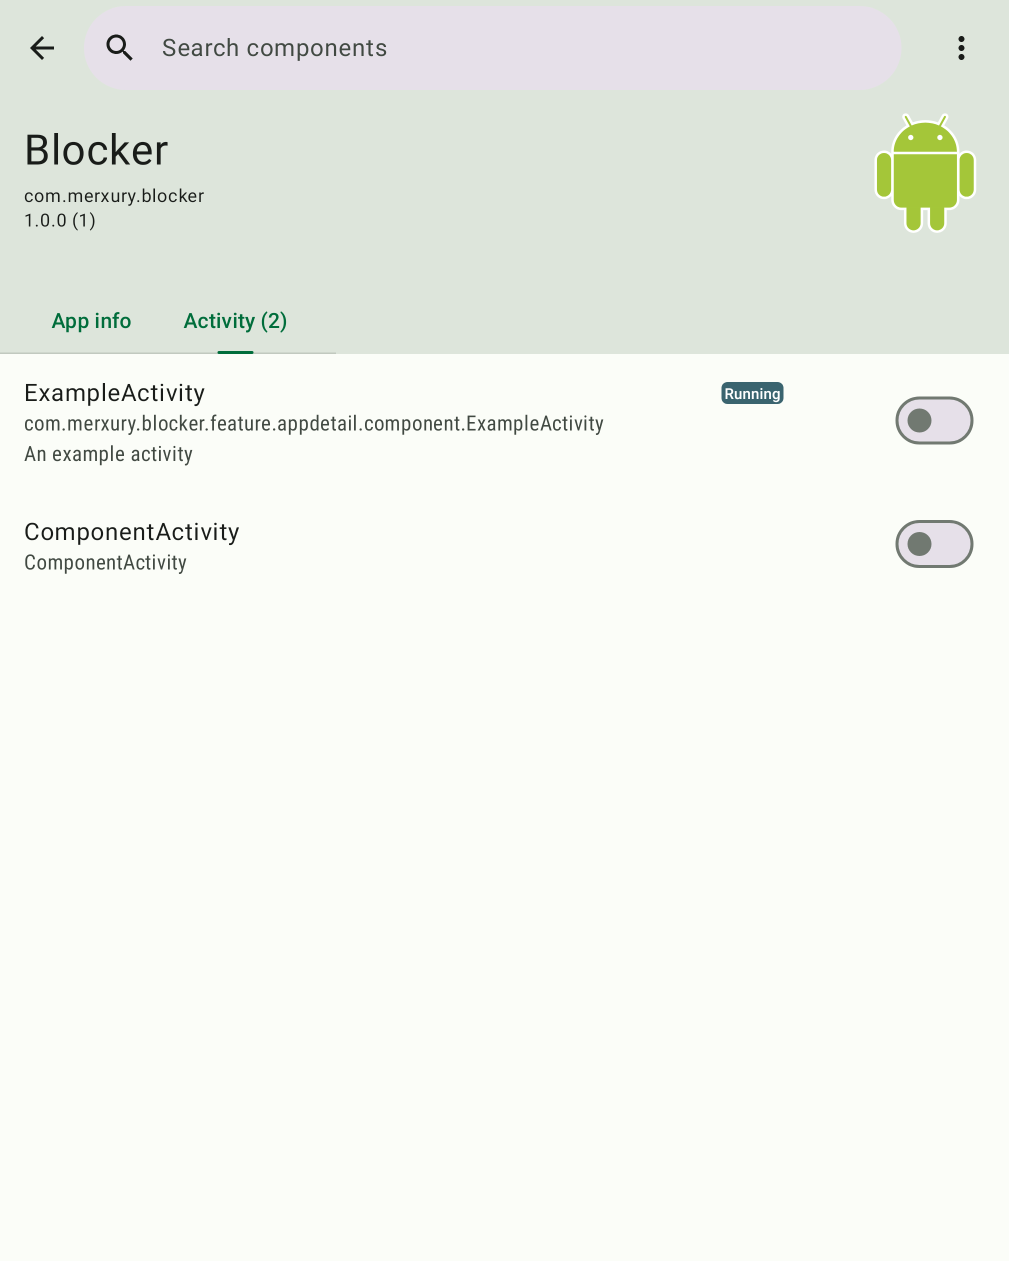 Search components
Blocker
com.merxury.blocker
1.0.0 (1)
App info
Activity (2)
ExampleActivity
Running
com.merxury.blocker.feature.appdetail.component.ExampleActivity
An example activity
ComponentActivity
ComponentActivity